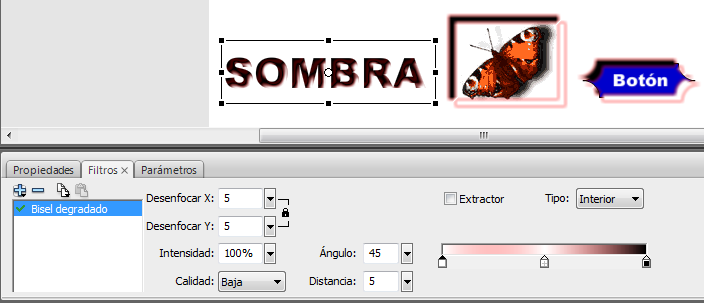 SOMBRA
Botón
Propiedades Filtros × Parámetros
Desenfocar X: 5 Extractor Tipo: Interior
Bisel degradado
Desenfocar Y: 5
Intensidad: 100% Ángulo: 45
Calidad: Baja Distancia: 5